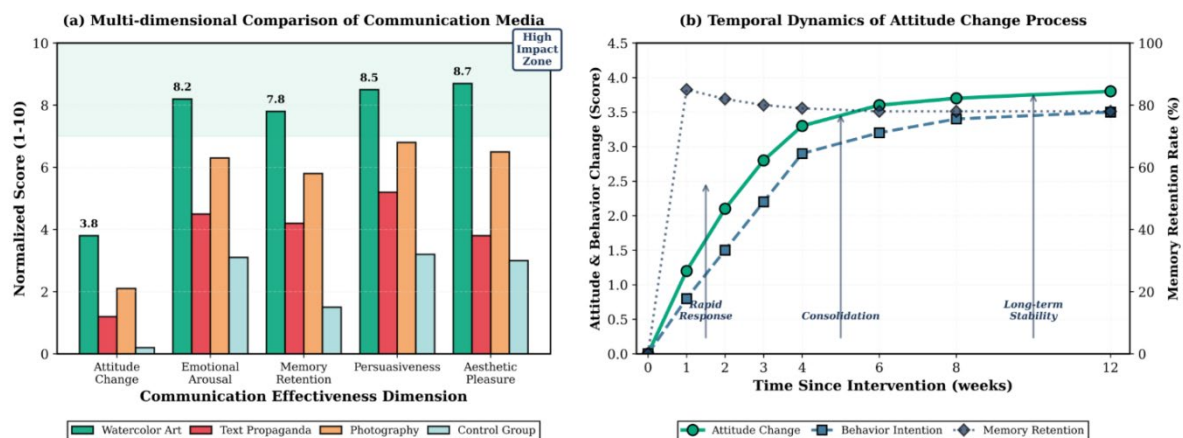 (a) Multi-dimensional Comparison of Communication Media
High
Impact
Zone
Normalized Score (1-10)
10
8
6
4
2
0
3.8
8.2
7.8
8.5
8.7
Attitude
Change
Emotional
Arousal
Memory
Retention
Persuasiveness
Aesthetic
Pleasure
Communication Effectiveness Dimension
Watercolor Art
Text Propaganda
Photography
Control Group
(b) Temporal Dynamics of Attitude Change Process
Attitude & Behavior Change (Score)
4.5
4.0
3.5
3.0
2.5
2.0
1.5
1.0
0.5
0.0
Rapid
Response
Consolidation
Long-term
Stability
100
80
60
40
20
0
Memory Retention Rate (%)
0 1 2 3 4 6 8 12
Time Since Intervention (weeks)
Attitude Change
Behavior Intention
Memory Retention